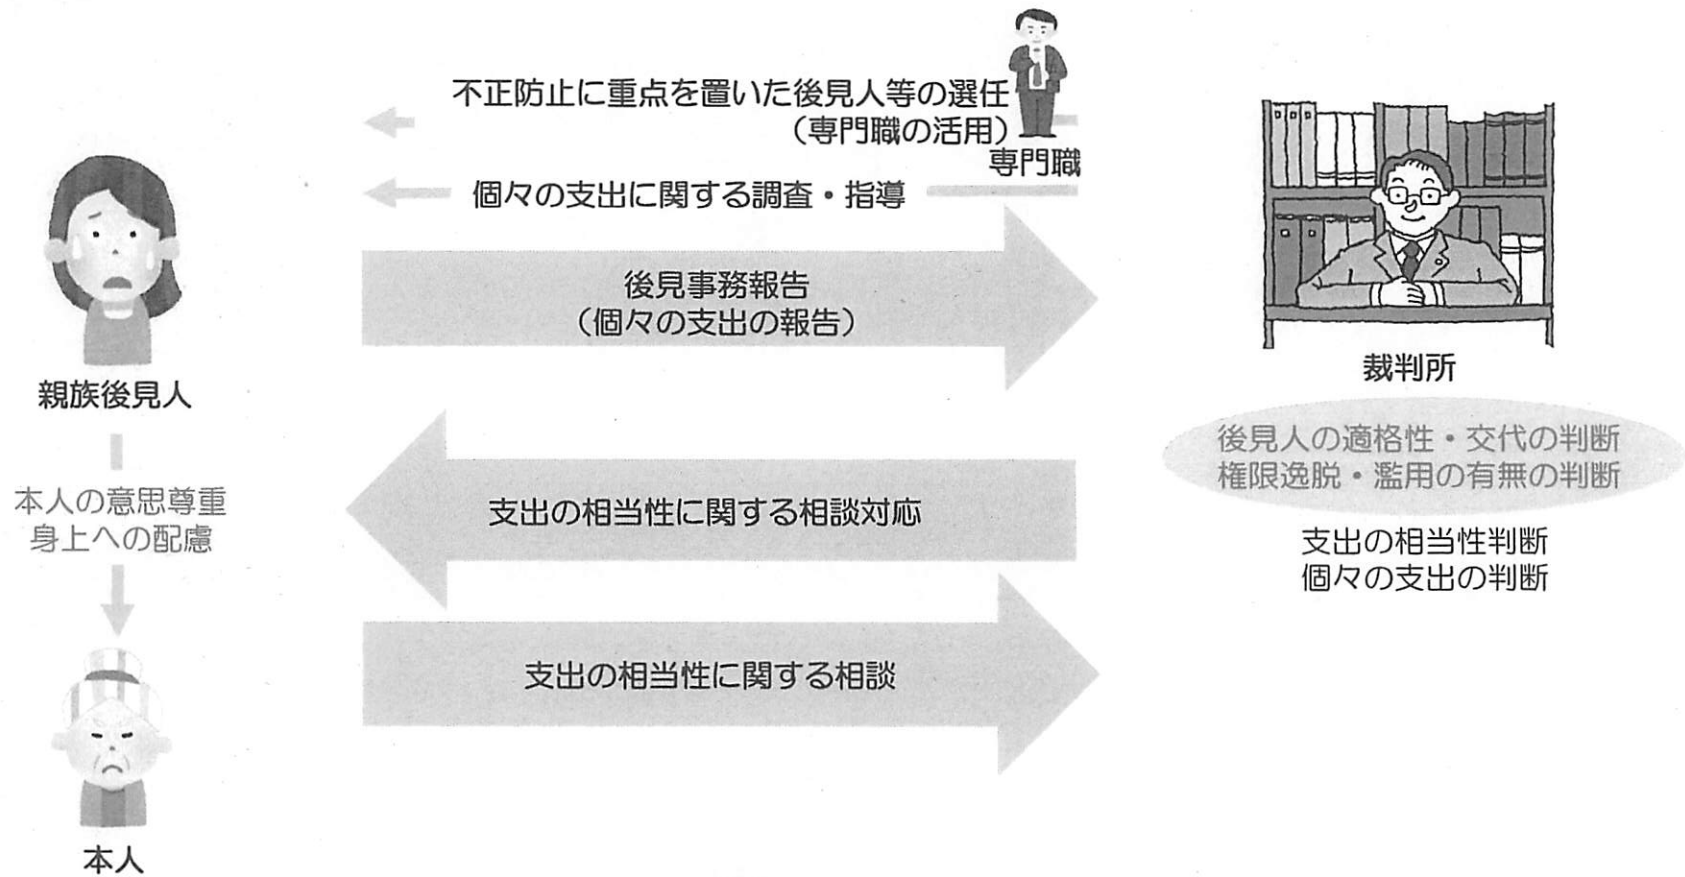 不正防止に重点を置いた後見人等の選任
（専門職の活用）
専門職
個々の支出に関する調査・指導
後見事務報告
（個々の支出の報告）
裁判所
親族後見人
後見人の適格性・交代の判断
権限逸脱・濫用の有無の判断
本人の意思尊重
身上への配慮
支出の相当性に関する相談対応
支出の相当性判断
個々の支出の判断
支出の相当性に関する相談
本人